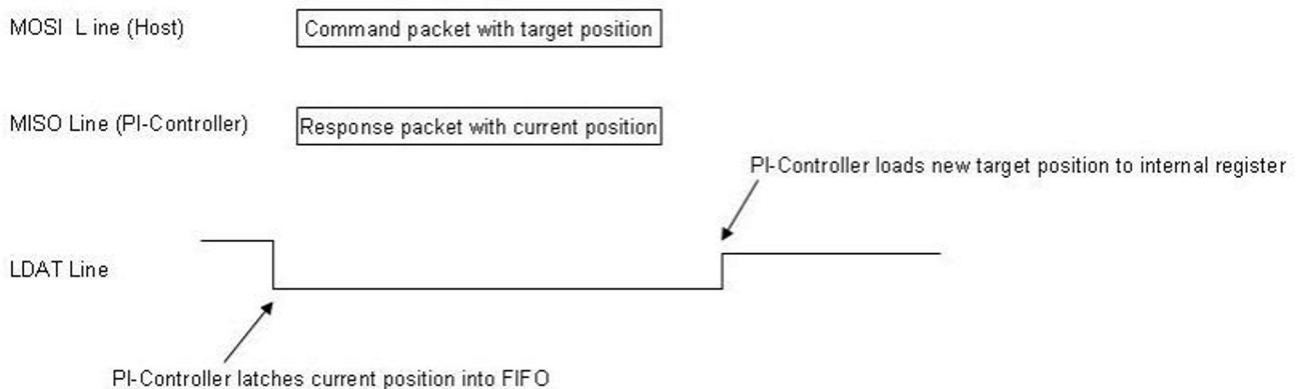 MOSI L ine (Host)
Command packet with target position
MISO Line (PI-Controller)
Response packet with current position
PI-Controller loads new target position to internal register
LDAT Line
PI-Controller latches current position into FIFO